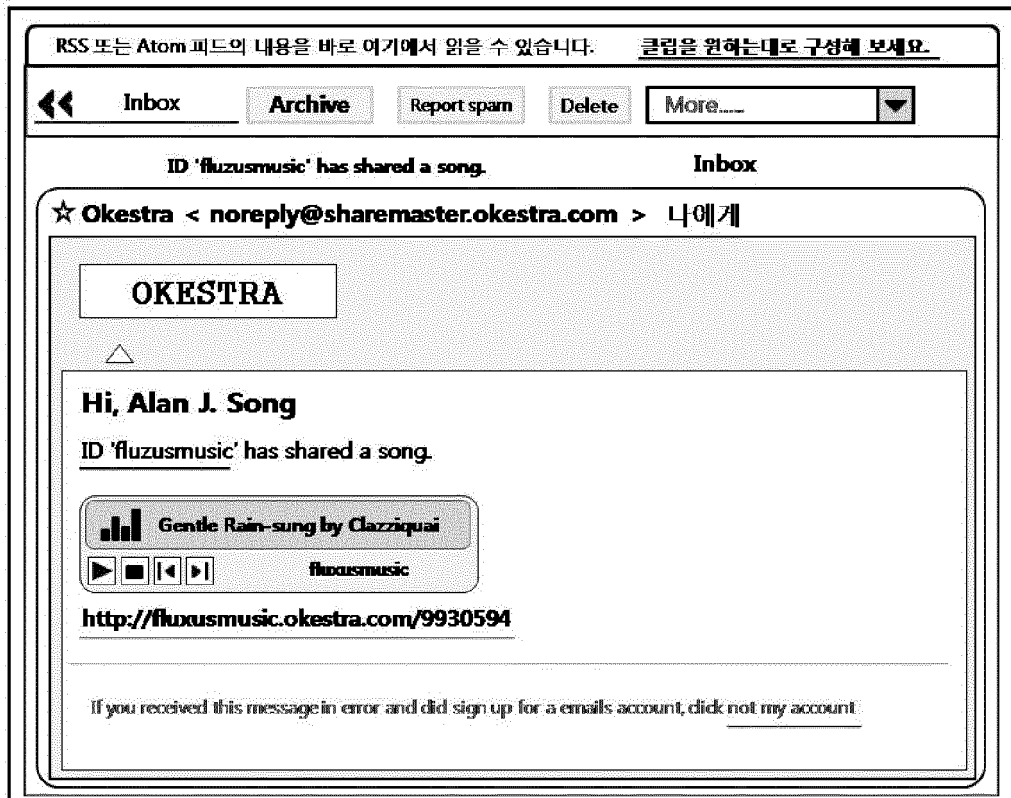 RSS 또는 Atom 피드의 내용을 바로 여기에서 읽을 수 있습니다. 클립을 원하는대로 구성해 보세요.
Inbox Archive Report spam Delete More.....
ID 'fluzusmusic' has shared a song. Inbox
☆ Okestra < noreply@sharemaster.okestra.com > 나에게
OKESTRA
Hi, Alan J. Song
ID 'fluzusmusic' has shared a song.
Gentle Rain-sung by Clazziquai
fluxusmusic
http://fluxusmusic.okestra.com/9930594
If you received this message in error and did sign up for a emails account, click not my account